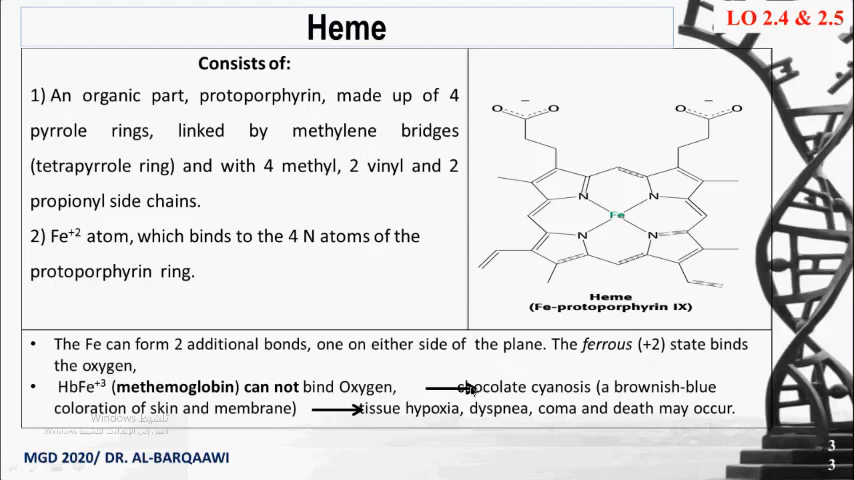 Heme
LO 2.4 & 2.5
Consists of:
1) An organic part, protoporphyrin, made up of 4
pyrrole rings, linked by methylene bridges
(tetrapyrrole ring) and with 4 methyl, 2 vinyl and 2
propionyl side chains.
2) Fe+2 atom, which binds to the 4 N atoms of the
protoporphyrin ring.
O O O O
N N
Fe
N N
Heme
(Fe-protoporphyrin IX)
• The Fe can form 2 additional bonds, one on either side of the plane. The ferrous (+2) state binds
the oxygen,
• HbFe+3 (methemoglobin) can not bind Oxygen, chocolate cyanosis (a brownish-blue
coloration of skin and membrane) tissue hypoxia, dyspnea, coma and death may occur.
MGD 2020/ DR. AL-BARQAAWI
3
3